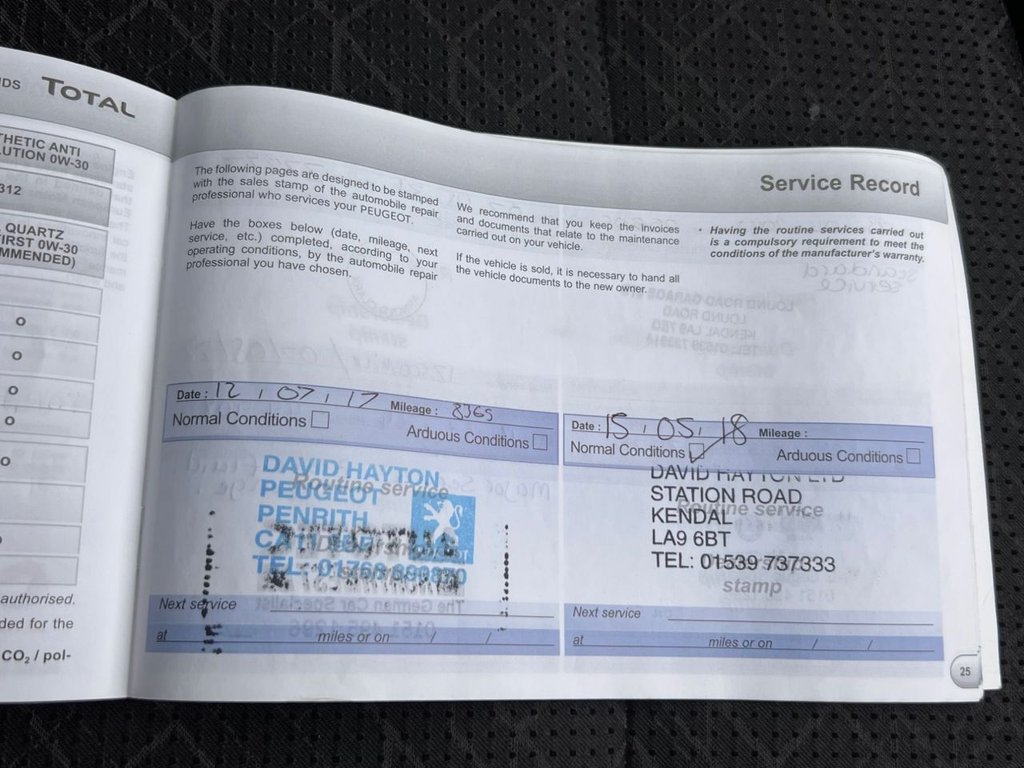 DS TOTAL
THETIC ANTI
LUTION 0W-30
312
QUARTZ
IRST 0W-30
MMENDED)
o
o
o
o
o
authorised.
ded for the
CO₂ / pol-
Service Record
The following pages are designed to be stamped
with the sales stamp of the automobile repair
professional who services your PEUGEOT.
Have the boxes below (date, mileage, next
service, etc.) completed, according to your
operating conditions, by the automobile repair
professional you have chosen.
We recommend that you keep the invoices
and documents that relate to the maintenance
carried out on your vehicle.
If the vehicle is sold, it is necessary to hand all
the vehicle documents to the new owner.
• Having the routine services carried out
is a compulsory requirement to meet the
conditions of the manufacturer's warranty.
Date : 12 / 07 / 17 Mileage : 8365
Normal Conditions
Arduous Conditions
DAVID HAYTON
PEUGEOT
Routine service
PENRITH
TEL: 01768
Next service
at miles or on / /
Date : 15 / 05 / 18 Mileage :
Normal Conditions
Arduous Conditions
DAVID HAYTON LTD
STATION ROAD
Routine service
KENDAL
LA9 6BT
TEL: 01539 737333
stamp
Next service
at miles or on / /
25